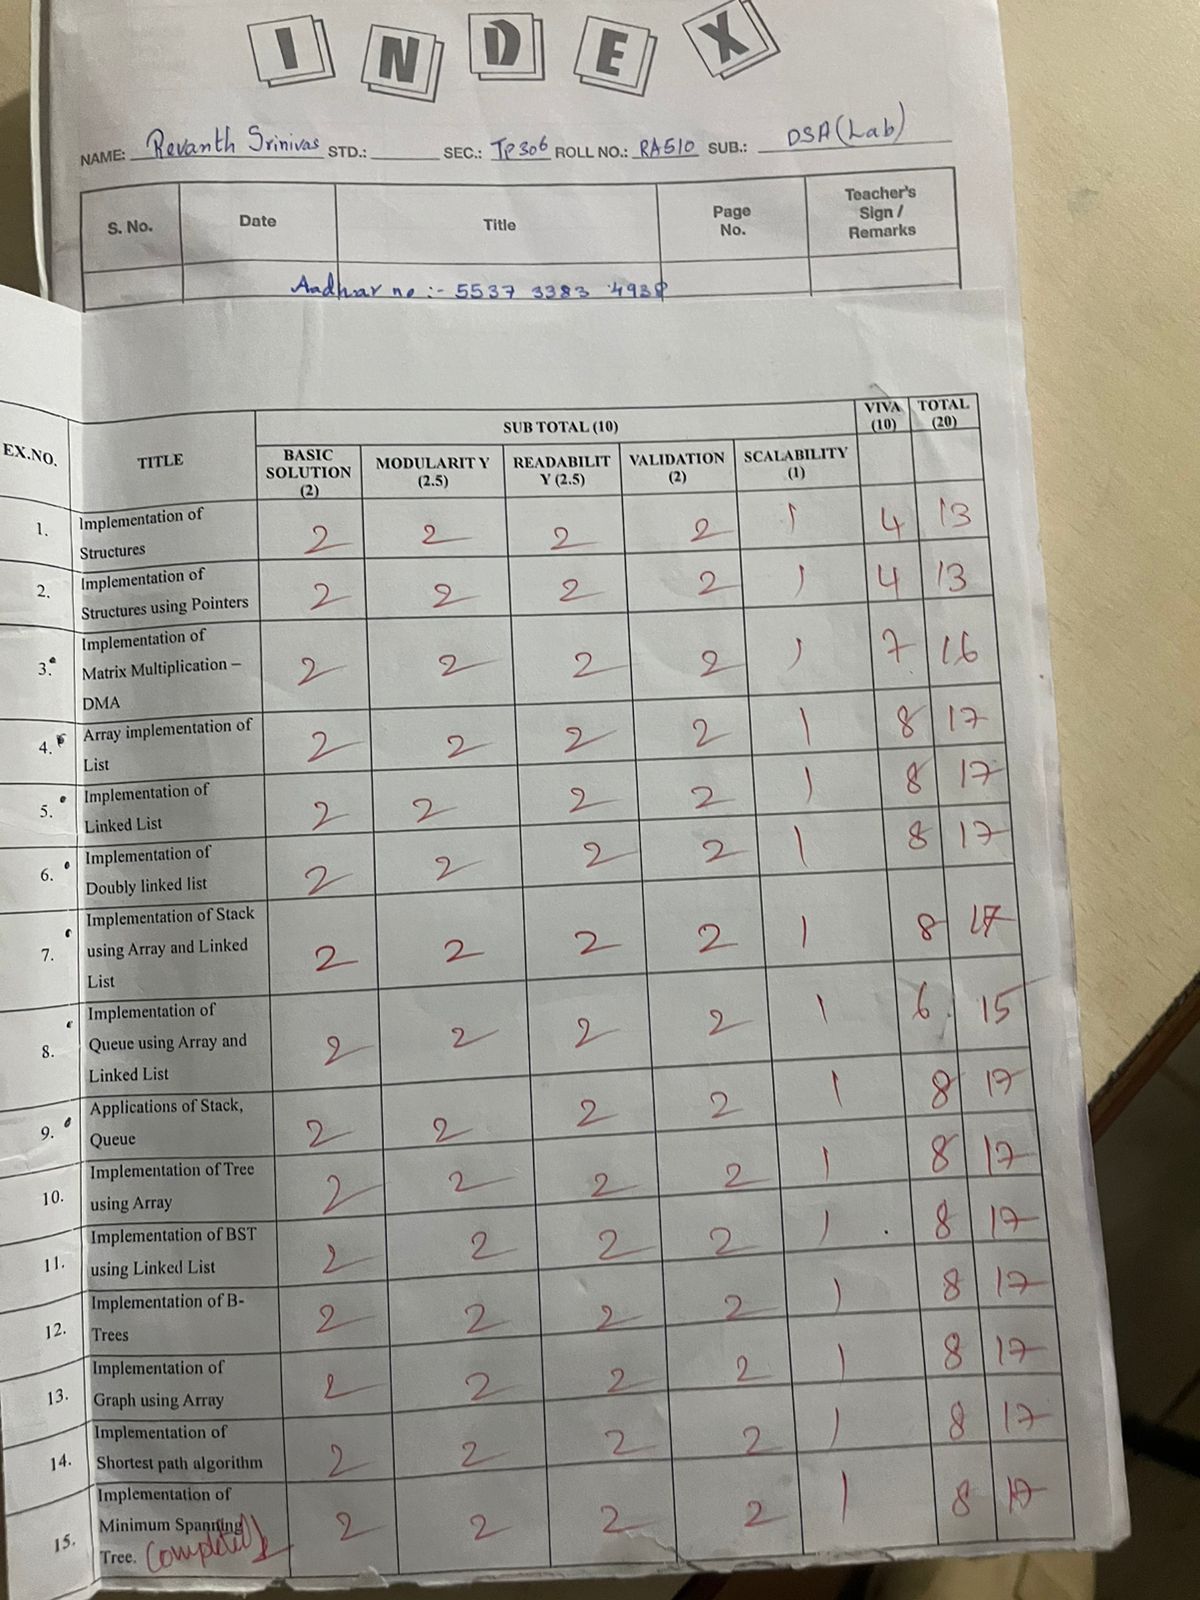 INDEX
NAME: Revanth Srinivas STD.: SEC.: TP306 ROLL NO.: RA510 SUB.: DSA(Lab)
S. No. Date Title Page No. Teacher's Sign / Remarks
Aadhar no :- 5537 3383
EX.NO. TITLE SUB TOTAL (10) VIVA (10) TOTAL (20)
BASIC SOLUTION (2) MODULARITY (2.5) READABILITY (2.5) VALIDATION (2) SCALABILITY (1)
1. Implementation of Structures 2 2 2 2 1 4 13
2. Implementation of Structures using Pointers 2 2 2 2 1 4 13
3. Implementation of Matrix Multiplication – DMA 2 2 2 2 1 7 16
4. Array implementation of List 2 2 2 2 1 8 17
5. Implementation of Linked List 2 2 2 2 1 8 17
6. Implementation of Doubly linked list 2 2 2 2 1 8 17
7. Implementation of Stack using Array and Linked List 2 2 2 2 1 8 17
8. Implementation of Queue using Array and Linked List 2 2 2 2 1 6 15
9. Applications of Stack, Queue 2 2 2 2 1 8 17
10. Implementation of Tree using Array 2 2 2 2 1 8 17
11. Implementation of BST using Linked List 2 2 2 2 1 8 17
12. Implementation of B-Trees 2 2 2 2 1 8 17
13. Implementation of Graph using Array 2 2 2 2 1 8 17
14. Implementation of Shortest path algorithm 2 2 2 2 1 8 17
15. Implementation of Minimum Spanning Tree. Completed 2 2 2 2 1 8 17